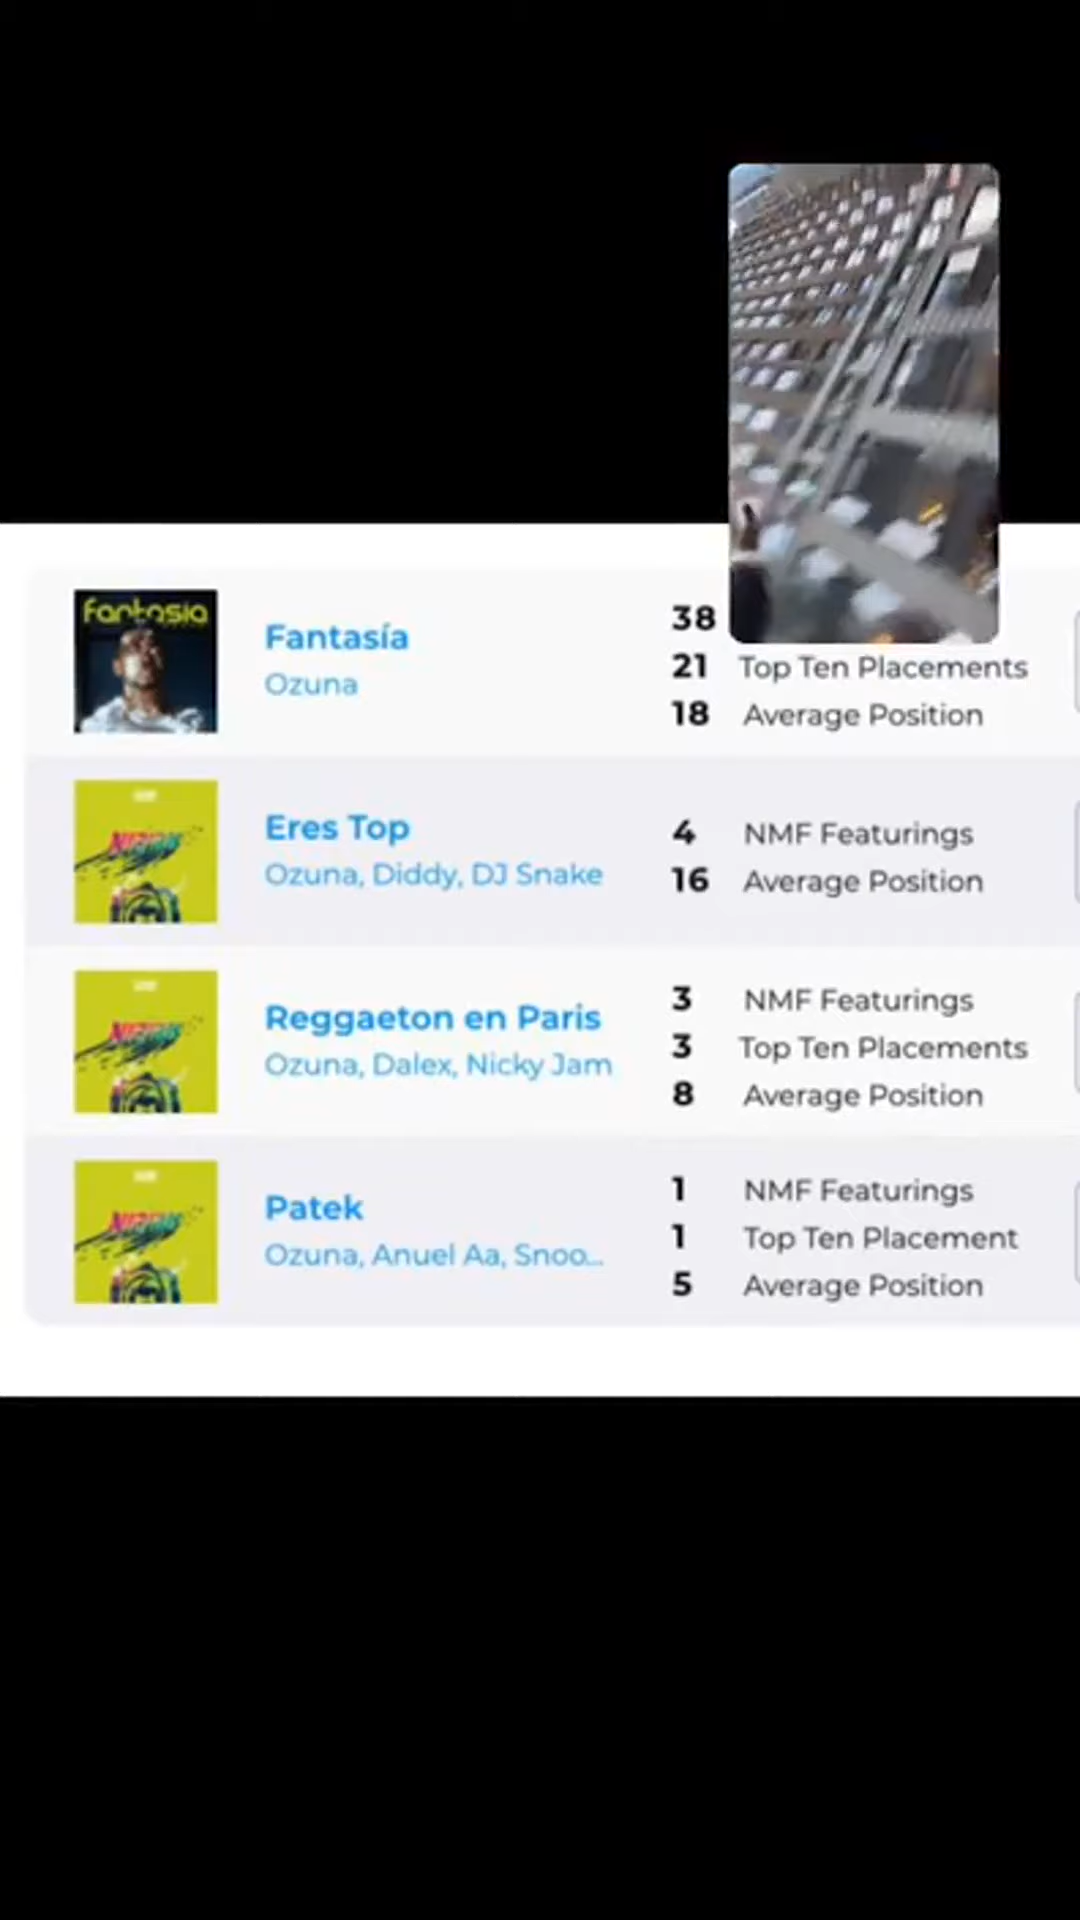 fantasia
Fantasía
Ozuna
38
21 Top Ten Placements
18 Average Position
Eres Top
Ozuna, Diddy, DJ Snake
4 NMF Featurings
16 Average Position
Reggaeton en Paris
Ozuna, Dalex, Nicky Jam
3 NMF Featurings
3 Top Ten Placements
8 Average Position
Patek
Ozuna, Anuel Aa, Snoo...
1 NMF Featurings
1 Top Ten Placement
5 Average Position